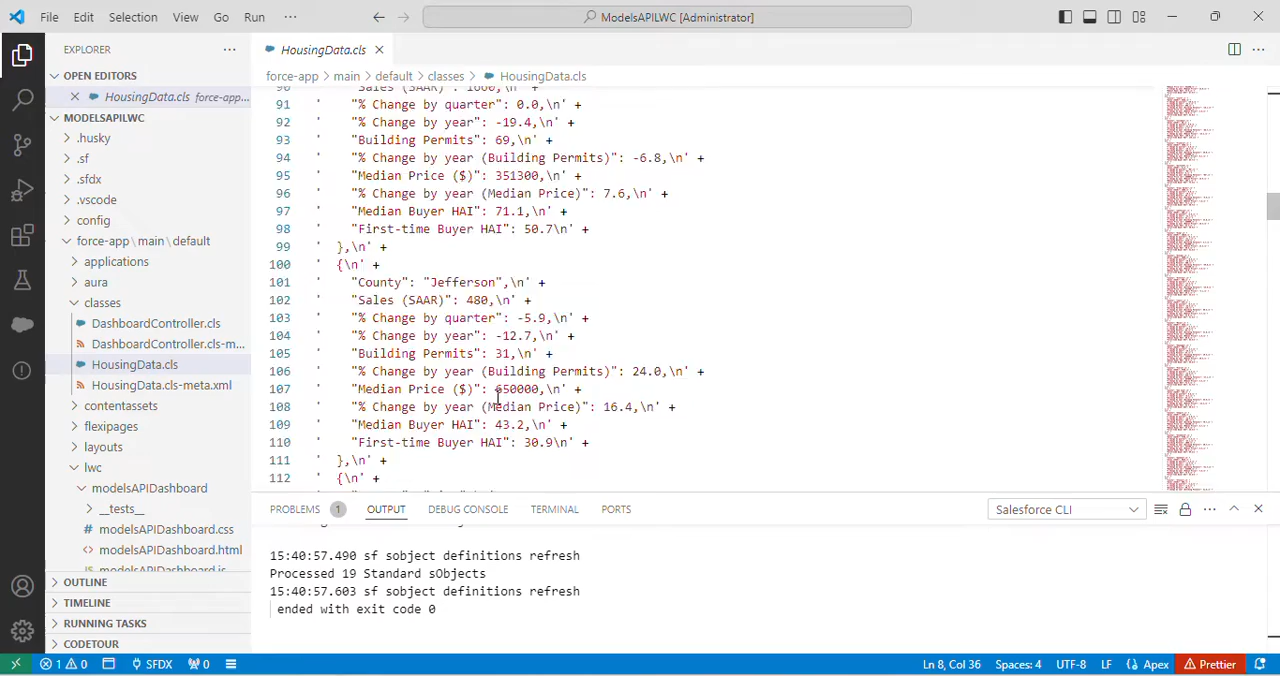 File Edit Selection View Go Run ··· ModelsAPILWC [Administrator]
EXPLORER
HousingData.cls
OPEN EDITORS
HousingData.cls force-app...
force-app > main > default > classes > HousingData.cls
MODELSAPILWC
.husky
.sf
.sfdx
.vscode
config
force-app\main\default
applications
aura
classes
DashboardController.cls
DashboardController.cls-m...
HousingData.cls
HousingData.cls-meta.xml
contentassets
flexipages
layouts
lwc
modelsAPIDashboard
__tests__
modelsAPIDashboard.css
modelsAPIDashboard.html
modelsAPIDashboard.js
OUTLINE
TIMELINE
RUNNING TASKS
CODETOUR
90 ' "Sales (SAAR)": 1660,\n' +
91 ' "% Change by quarter": 0.0,\n' +
92 ' "% Change by year": -19.4,\n' +
93 ' "Building Permits": 69,\n' +
94 ' "% Change by year (Building Permits)": -6.8,\n' +
95 ' "Median Price ($)": 351300,\n' +
96 ' "% Change by year (Median Price)": 7.6,\n' +
97 ' "Median Buyer HAI": 71.1,\n' +
98 ' "First-time Buyer HAI": 50.7\n' +
99 ' },\n' +
100 ' {\n' +
101 ' "County": "Jefferson",\n' +
102 ' "Sales (SAAR)": 480,\n' +
103 ' "% Change by quarter": -5.9,\n' +
104 ' "% Change by year": -12.7,\n' +
105 ' "Building Permits": 31,\n' +
106 ' "% Change by year (Building Permits)": 24.0,\n' +
107 ' "Median Price ($)": 650000,\n' +
108 ' "% Change by year (Median Price)": 16.4,\n' +
109 ' "Median Buyer HAI": 43.2,\n' +
110 ' "First-time Buyer HAI": 30.9\n' +
111 ' },\n' +
112 ' {\n' +
PROBLEMS 1 OUTPUT DEBUG CONSOLE TERMINAL PORTS Salesforce CLI
15:40:57.490 sf sobject definitions refresh
Processed 19 Standard sObjects
15:40:57.603 sf sobject definitions refresh
ended with exit code 0
1 0 SFDX 0 Ln 8, Col 36 Spaces: 4 UTF-8 LF {} Apex Prettier